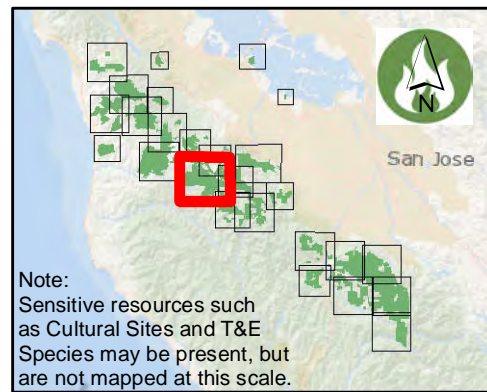 N
San Jose
Note:
Sensitive resources such
as Cultural Sites and T&E
Species may be present, but
are not mapped at this scale.